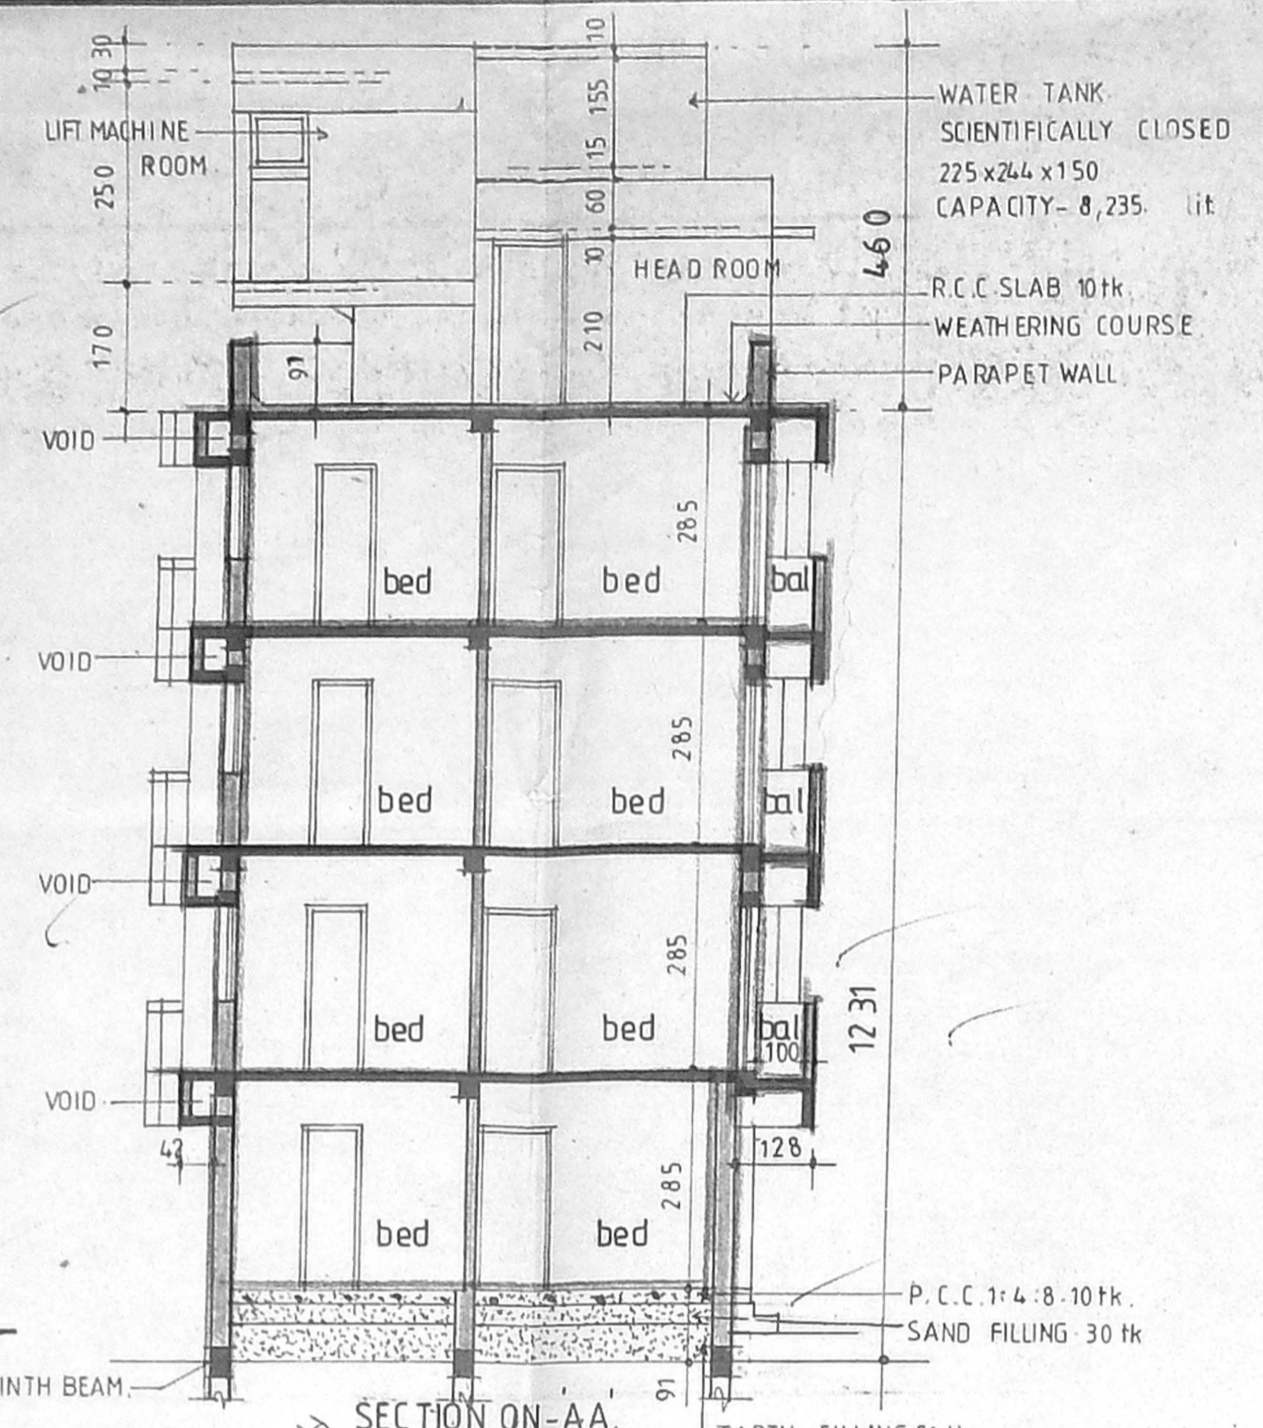 30
10
250
170
LIFT MACHINE
ROOM
10
155
15
60
10
210
HEAD ROOM
91
WATER TANK
SCIENTIFICALLY CLOSED
225x244x150
CAPACITY- 8,235. lit.
460
R.C.C. SLAB 10tk.
WEATHERING COURSE
PARAPET WALL
VOID
285
bed
bed
bal
VOID
285
bed
bed
bal
VOID
285
bed
bed
bal
100
1231
VOID
42
128
285
bed
bed
P.C.C. 1:4:8.10tk.
SAND FILLING 30tk
INTH BEAM.
91
SECTION ON-AA'.